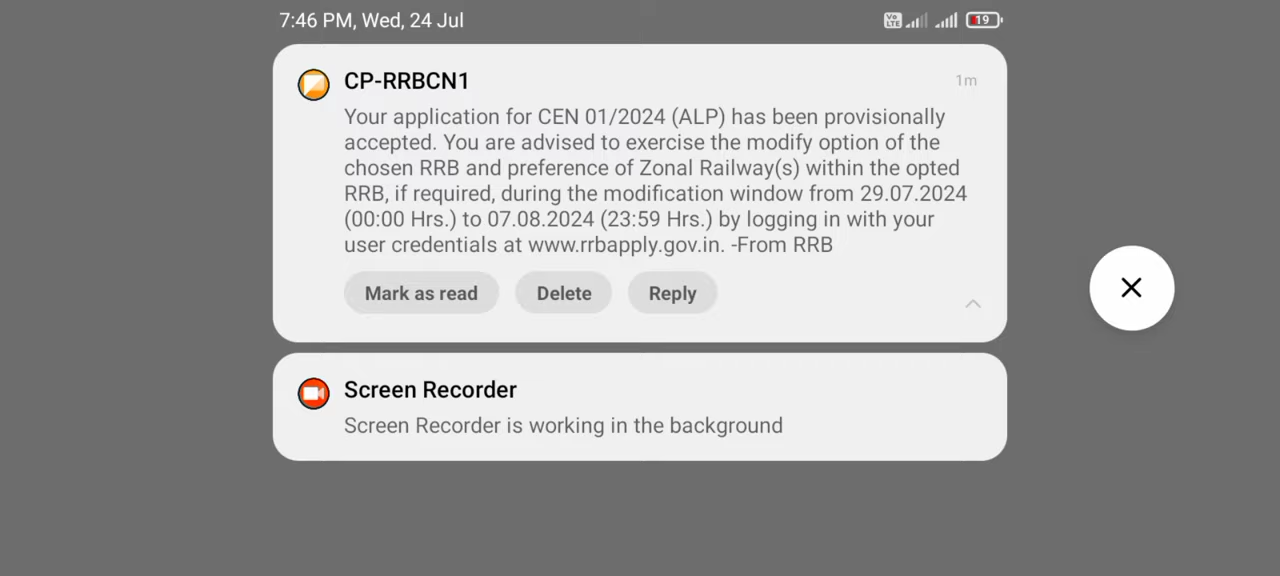 7:46 PM, Wed, 24 Jul
Vo LTE 19
CP-RRBCN1
1m
Your application for CEN 01/2024 (ALP) has been provisionally
accepted. You are advised to exercise the modify option of the
chosen RRB and preference of Zonal Railway(s) within the opted
RRB, if required, during the modification window from 29.07.2024
(00:00 Hrs.) to 07.08.2024 (23:59 Hrs.) by logging in with your
user credentials at www.rrbapply.gov.in. -From RRB
Mark as read Delete Reply
Screen Recorder
Screen Recorder is working in the background